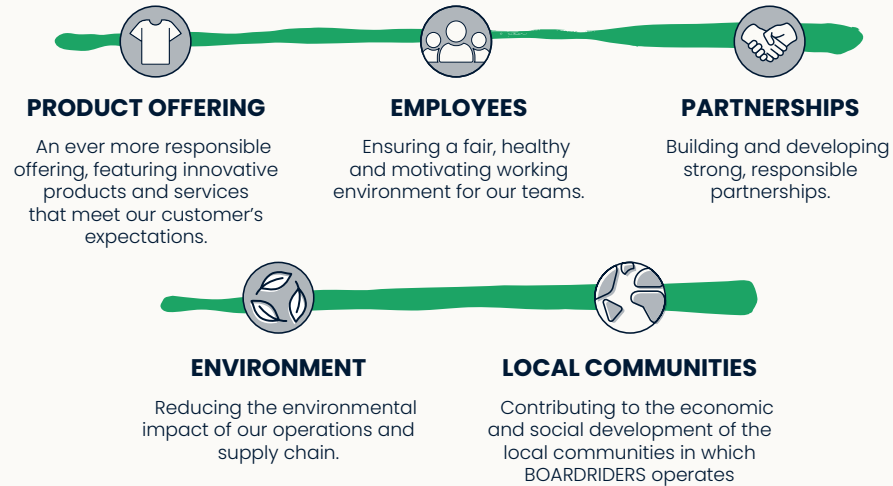 PRODUCT OFFERING
An ever more responsible
offering, featuring innovative
products and services
that meet our customer's
expectations.
EMPLOYEES
Ensuring a fair, healthy
and motivating working
environment for our teams.
PARTNERSHIPS
Building and developing
strong, responsible
partnerships.
ENVIRONMENT
Reducing the environmental
impact of our operations and
supply chain.
LOCAL COMMUNITIES
Contributing to the economic
and social development of the
local communities in which
BOARDRIDERS operates